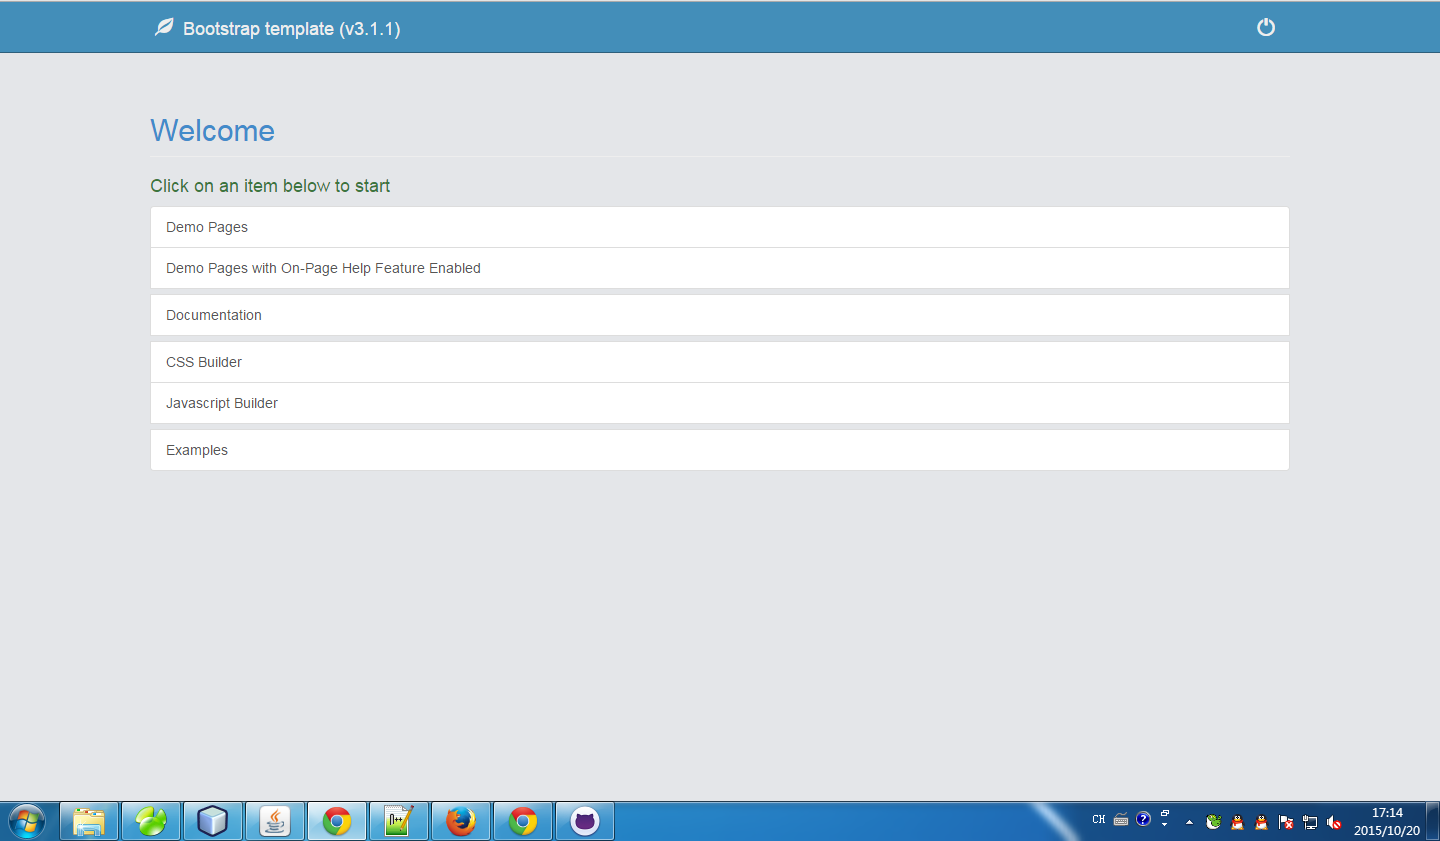 Bootstrap template (v3.1.1)
Welcome
Click on an item below to start
Demo Pages
Demo Pages with On-Page Help Feature Enabled
Documentation
CSS Builder
Javascript Builder
Examples
N++
CH
17:14
2015/10/20